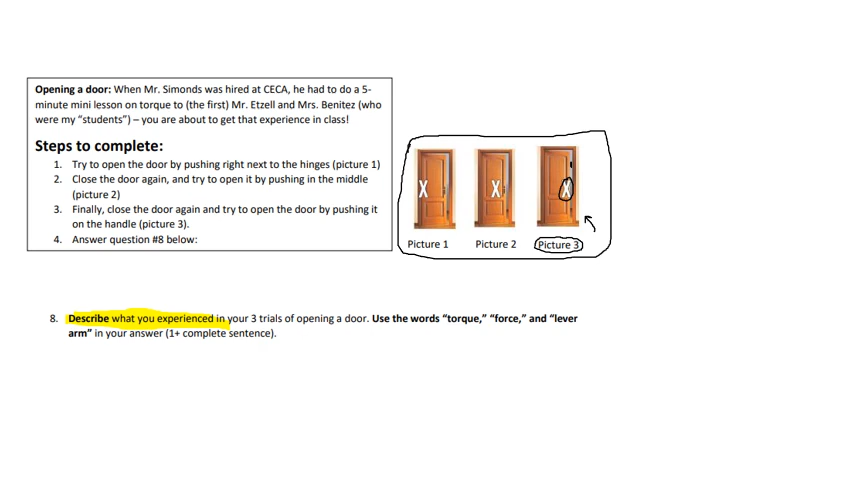 Opening a door: When Mr. Simonds was hired at CECA, he had to do a 5-
minute mini lesson on torque to (the first) Mr. Etzell and Mrs. Benitez (who
were my “students”) – you are about to get that experience in class!
Steps to complete:
1. Try to open the door by pushing right next to the hinges (picture 1)
2. Close the door again, and try to open it by pushing in the middle
(picture 2)
3. Finally, close the door again and try to open the door by pushing it
on the handle (picture 3).
4. Answer question #8 below:
X X X
Picture 1 Picture 2 Picture 3
8. Describe what you experienced in your 3 trials of opening a door. Use the words “torque,” “force,” and “lever
arm” in your answer (1+ complete sentence).